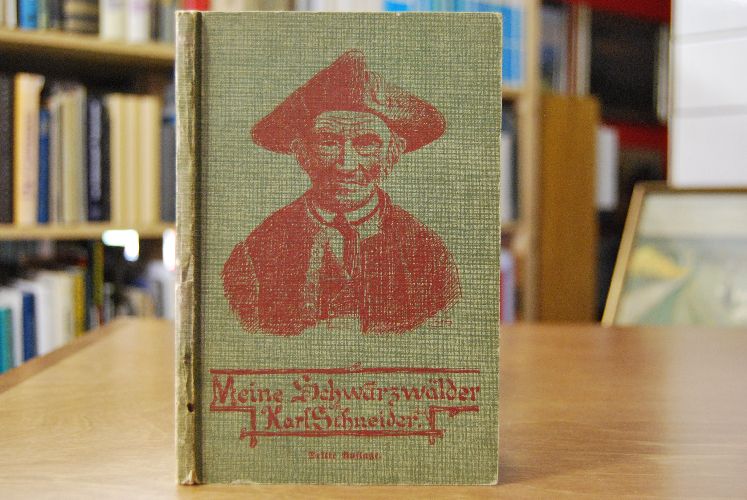 Meine Schwarzwälder
Karl Schneider.
Dritte Auflage.